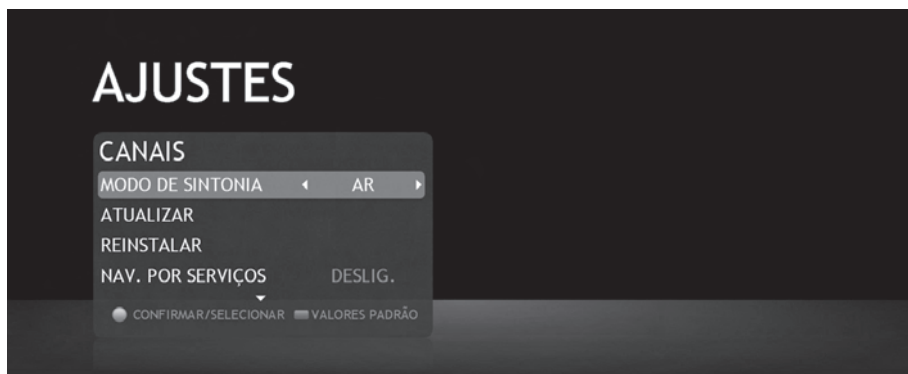 AJUSTES
CANAIS
MODO DE SINTONIA AR
ATUALIZAR
REINSTALAR
NAV. POR SERVIÇOS DESLIG.
CONFIRMAR/SELECIONAR VALORES PADRÃO